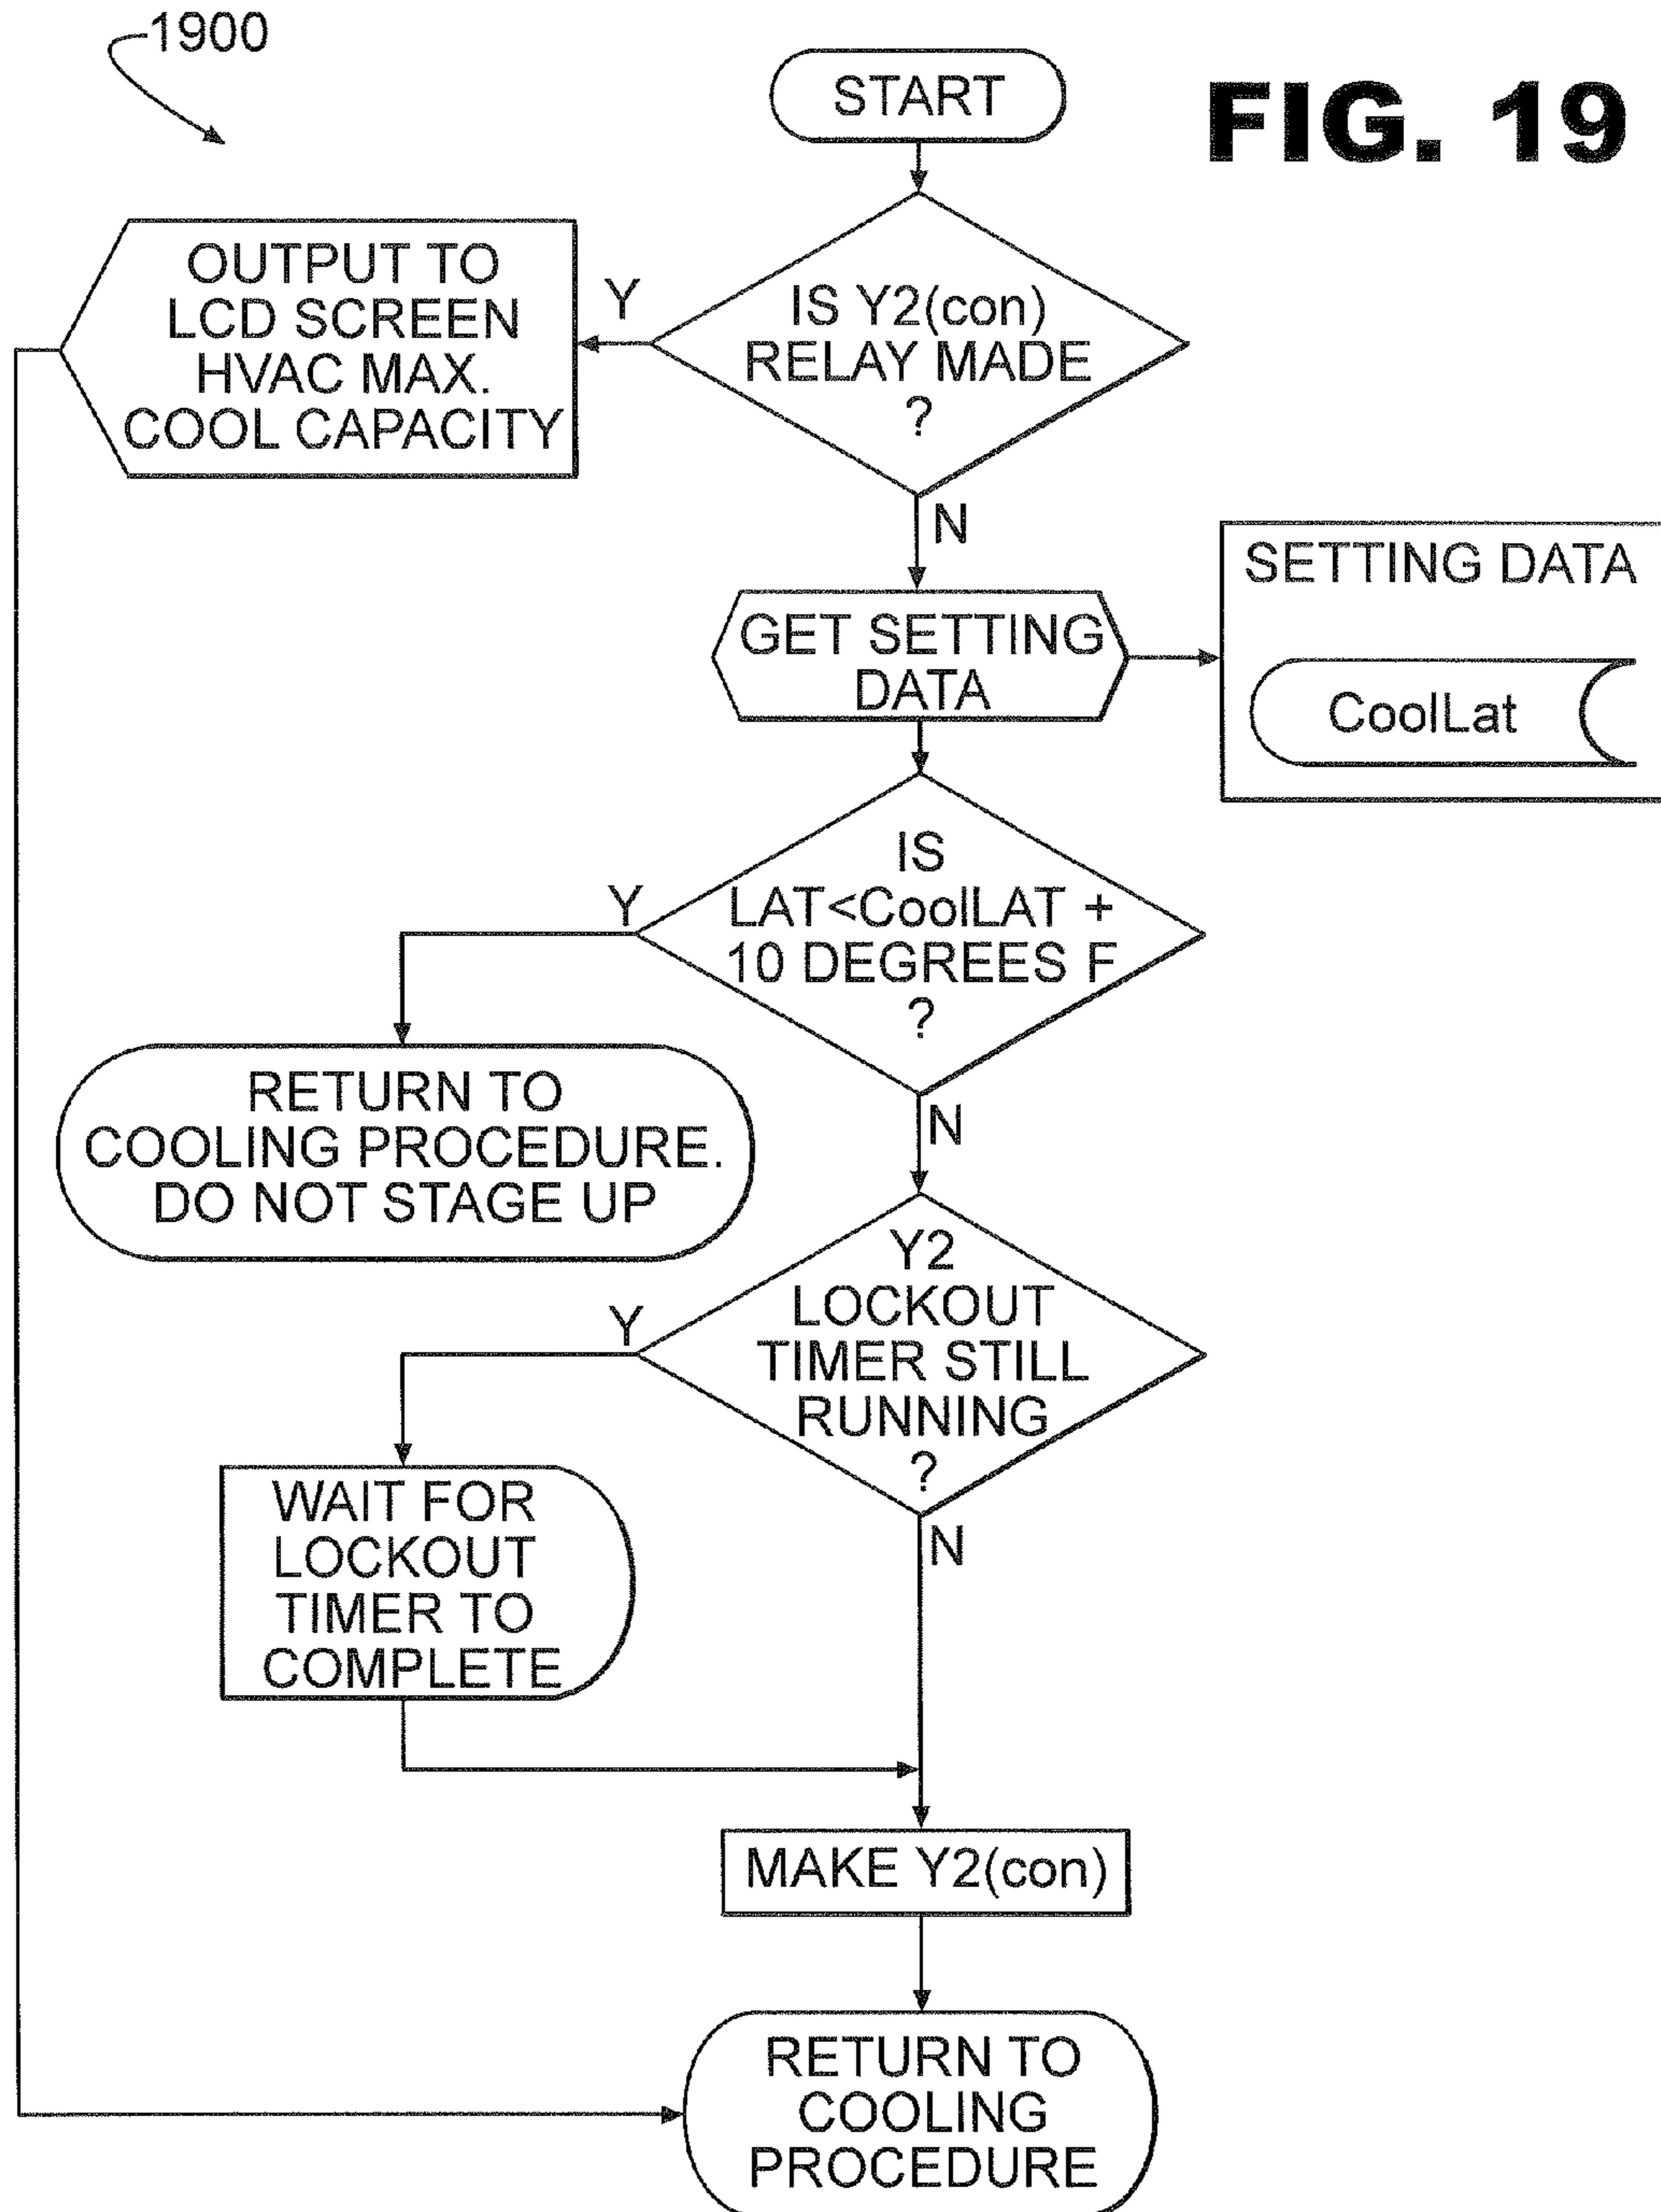 1900
START
FIG. 19
OUTPUT TO
LCD SCREEN
HVAC MAX.
COOL CAPACITY
Y
IS Y2(con)
RELAY MADE
?
N
GET SETTING
DATA
SETTING DATA
CoolLat
IS
LAT<CoolLAT +
10 DEGREES F
?
Y
RETURN TO
COOLING PROCEDURE.
DO NOT STAGE UP
N
Y2
LOCKOUT
TIMER STILL
RUNNING
?
Y
WAIT FOR
LOCKOUT
TIMER TO
COMPLETE
N
MAKE Y2(con)
RETURN TO
COOLING
PROCEDURE